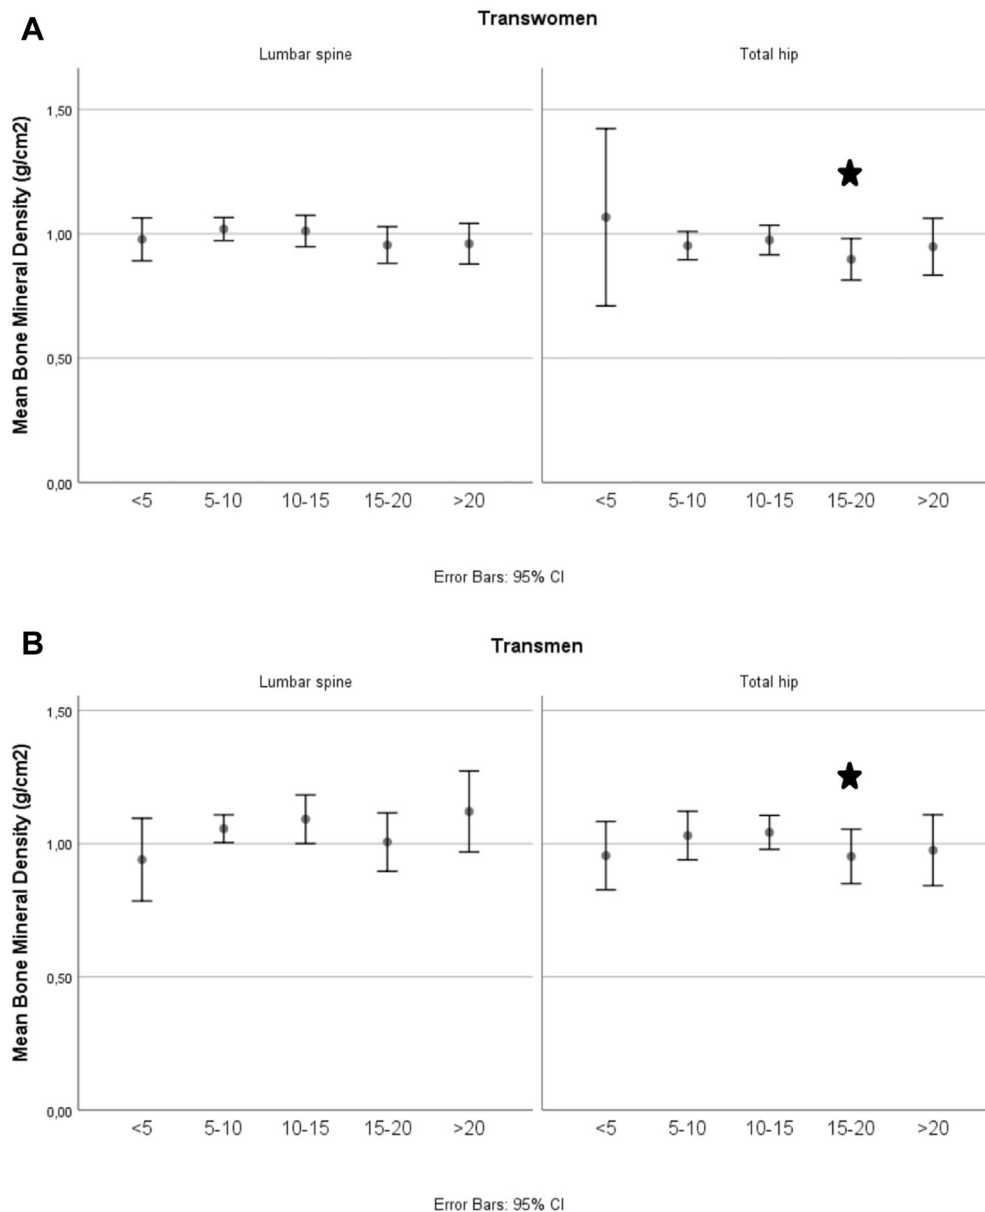 A
Transwomen
Lumbar spine
Total hip
Mean Bone Mineral Density (g/cm2)
1,50
1,00
0,50
0,00
<5 5-10 10-15 15-20 >20
<5 5-10 10-15 15-20 >20
Error Bars: 95% CI
B
Transmen
Lumbar spine
Total hip
Mean Bone Mineral Density (g/cm2)
1,50
1,00
0,50
0,00
<5 5-10 10-15 15-20 >20
<5 5-10 10-15 15-20 >20
Error Bars: 95% CI